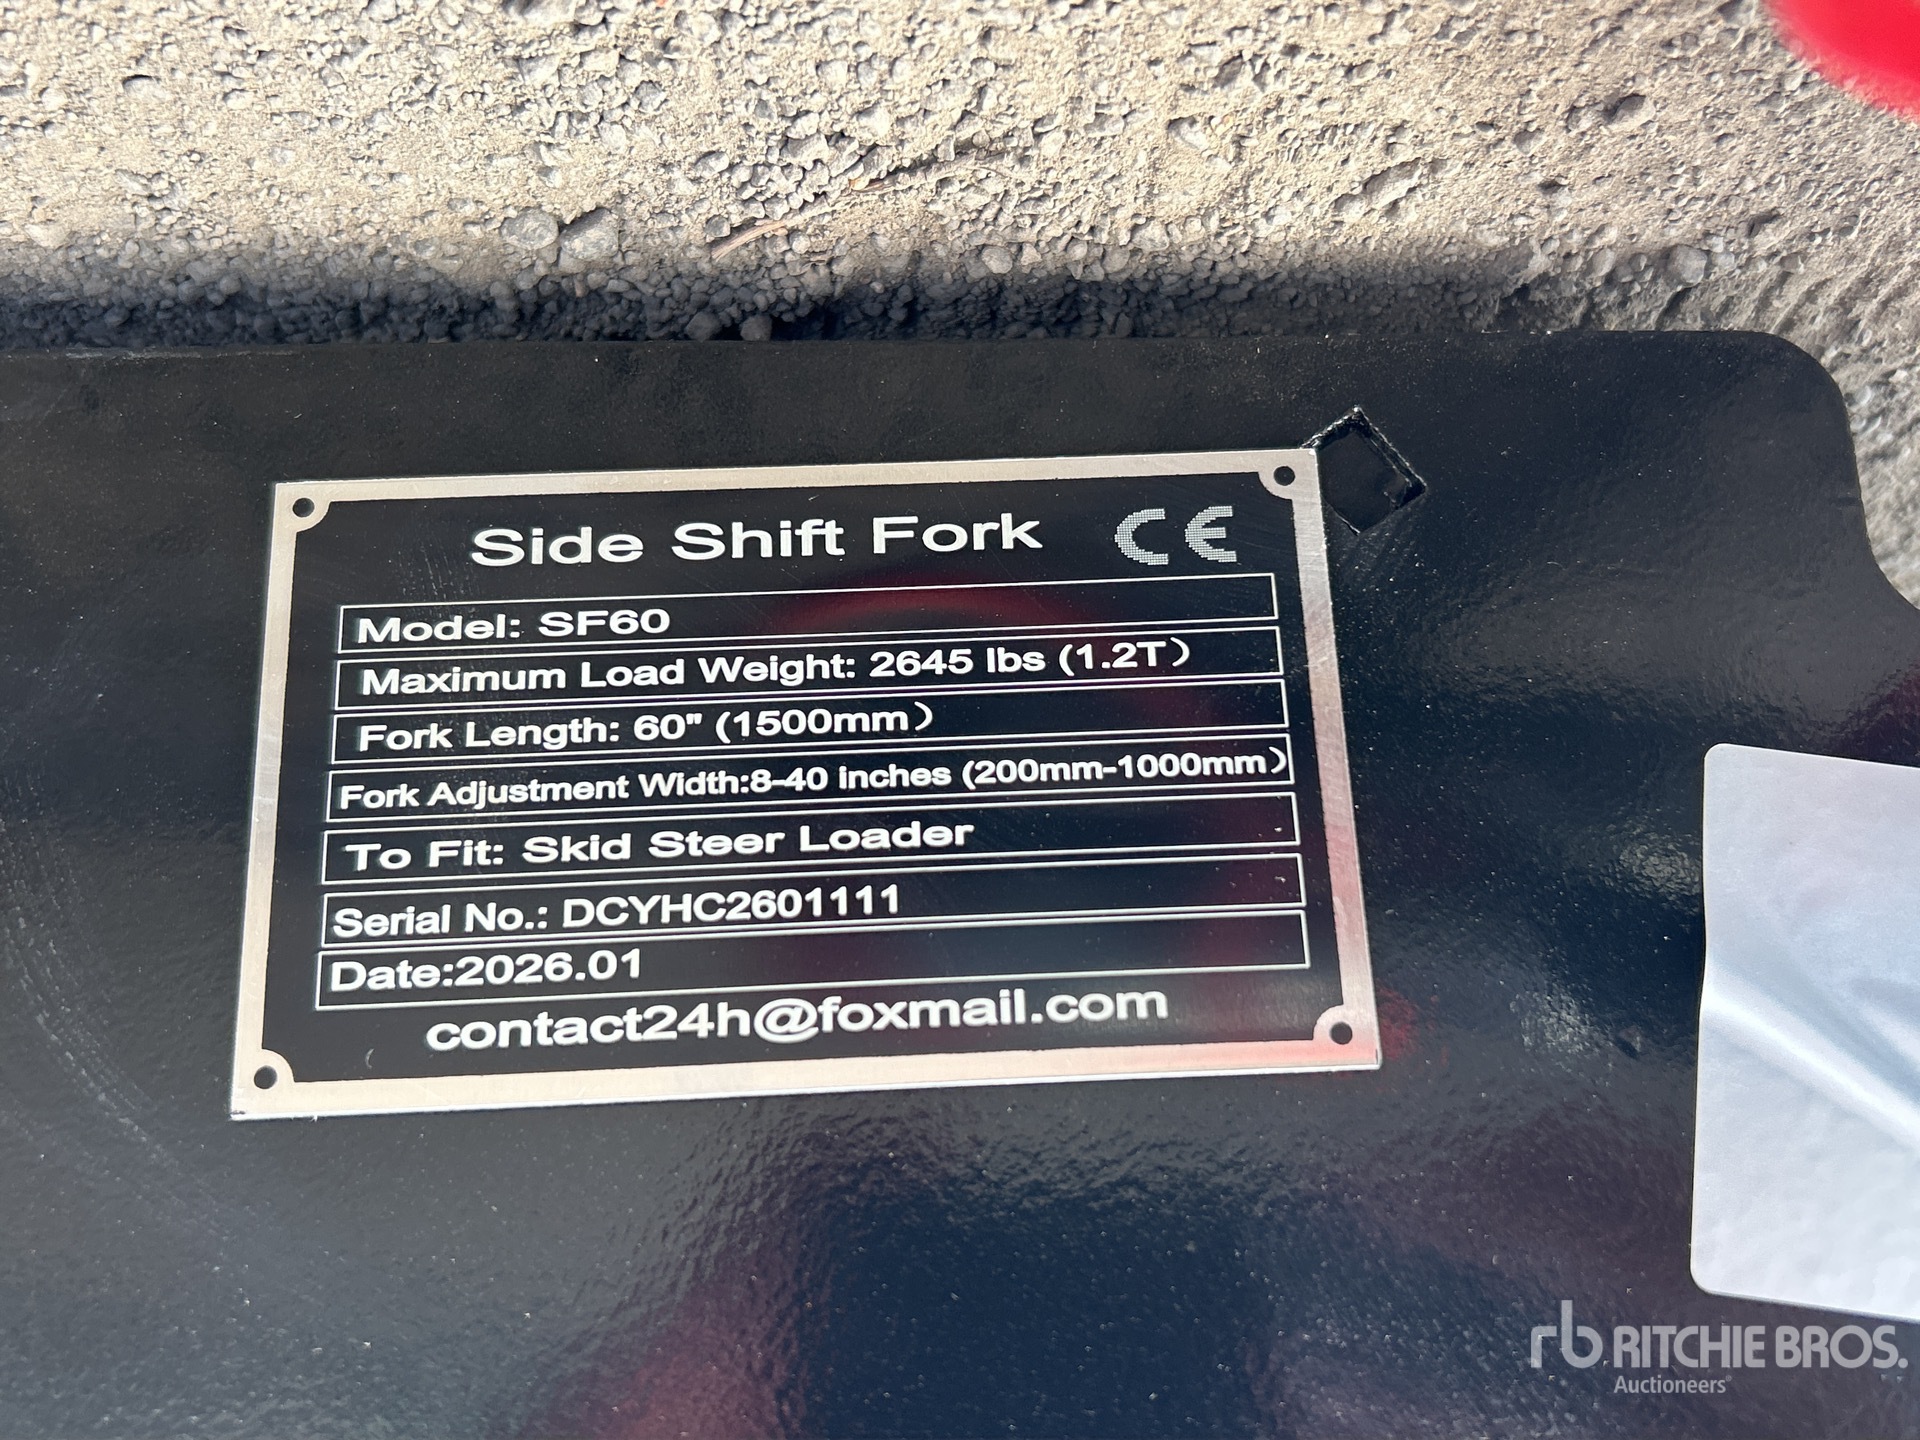 Side Shift Fork CE
Model: SF60
Maximum Load Weight: 2645 lbs (1.2T)
Fork Length: 60" (1500mm)
Fork Adjustment Width:8-40 inches (200mm-1000mm)
To Fit: Skid Steer Loader
Serial No.: DCYHC2601111
Date:2026.01
contact24h@foxmail.com
rb RITCHIE BROS.
Auctioneers